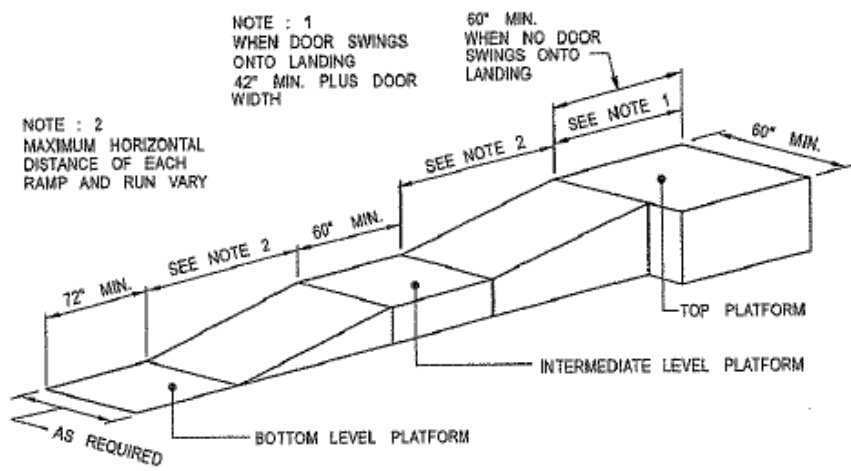 NOTE : 1
WHEN DOOR SWINGS
ONTO LANDING
42" MIN. PLUS DOOR
WIDTH
60" MIN.
WHEN NO DOOR
SWINGS ONTO
LANDING
NOTE : 2
MAXIMUM HORIZONTAL
DISTANCE OF EACH
RAMP AND RUN VARY
SEE NOTE 1
60" MIN.
SEE NOTE 2
60" MIN.
SEE NOTE 2
72" MIN.
TOP PLATFORM
INTERMEDIATE LEVEL PLATFORM
BOTTOM LEVEL PLATFORM
AS REQUIRED